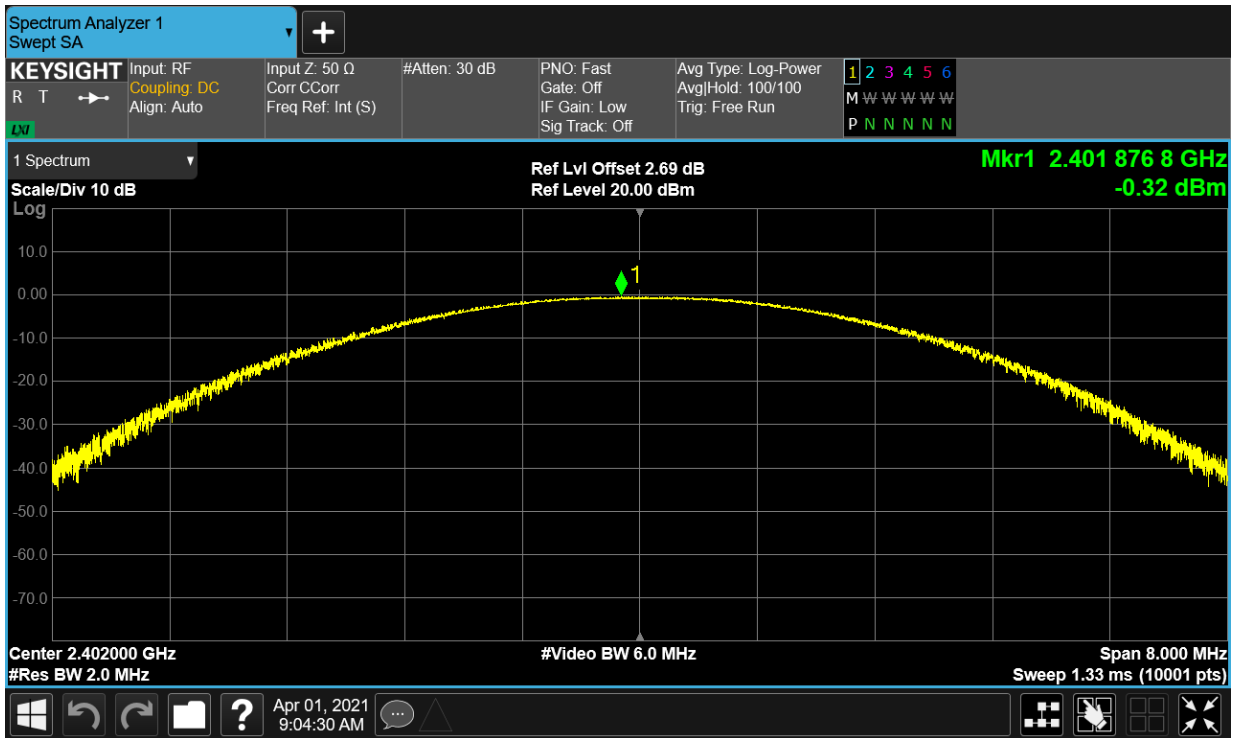 Spectrum Analyzer 1
Swept SA
KEYSIGHT
R T
LXI
Input: RF
Coupling: DC
Align: Auto
Input Z: 50 Ω
Corr CCorr
Freq Ref: Int (S)
#Atten: 30 dB
PNO: Fast
Gate: Off
IF Gain: Low
Sig Track: Off
Avg Type: Log-Power
Avg|Hold: 100/100
Trig: Free Run
1 2 3 4 5 6
M W W W W W
P N N N N N
1 Spectrum
Scale/Div 10 dB
Log
Ref Lvl Offset 2.69 dB
Ref Level 20.00 dBm
Mkr1 2.401 876 8 GHz
-0.32 dBm
10.0
0.00
-10.0
-20.0
-30.0
-40.0
-50.0
-60.0
-70.0
1
Center 2.402000 GHz
#Res BW 2.0 MHz
#Video BW 6.0 MHz
Span 8.000 MHz
Sweep 1.33 ms (10001 pts)
?
Apr 01, 2021
9:04:30 AM